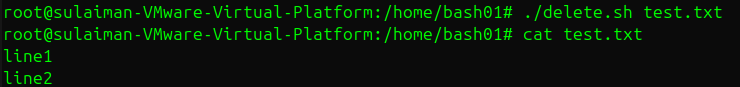 root@sulaiman-VMware-Virtual-Platform:/home/bash01# ./delete.sh test.txt
root@sulaiman-VMware-Virtual-Platform:/home/bash01# cat test.txt
line1
line2